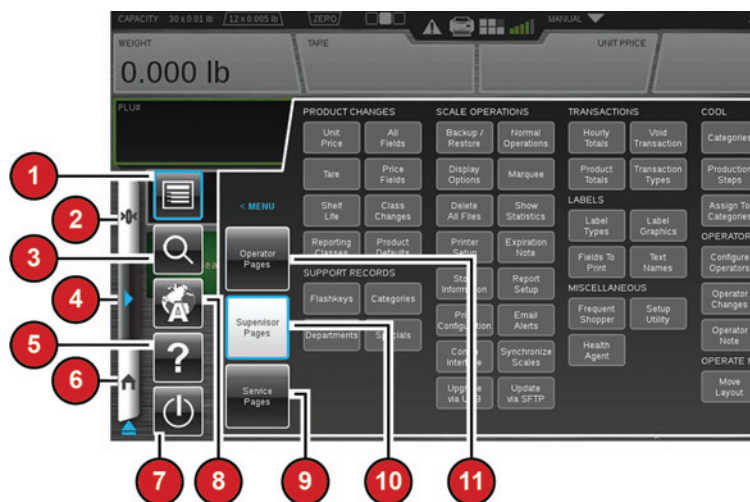 CAPACITY 30 x 0.01 lb 12 x 0.005 lb ZERO MANUAL
WEIGHT
0.000 lb
TARE
UNIT PRICE
PLU#
PRODUCT CHANGES
Unit Price
All Fields
Tare
Price Fields
Shelf Life
Class Changes
Reporting Classes
Product Defaults
SUPPORT RECORDS
Flashkeys
Categories
Departments
Specials
SCALE OPERATIONS
Backup / Restore
Normal Operations
Display Options
Marquee
Delete All Files
Show Statistics
Printer Setup
Expiration Note
Information
Report Setup
Configuration
Email Alerts
Synchronize Scales
Update via SFTP
TRANSACTIONS
Hourly Totals
Void Transaction
Product Totals
Transaction Types
LABELS
Label Types
Label Graphics
Fields To Print
Text Names
MISCELLANEOUS
Frequent Shopper
Setup Utility
Health Agent
COOL
Categories
Production Steps
Assign To Categories
OPERATOR
Configure Operators
Operator Changes
Operator Note
OPERATE
Move Layout
< MENU
Operator Pages
Supervisor Pages
Service Pages
>0<
A
?
1
2
3
4
5
6
7
8
9
10
11